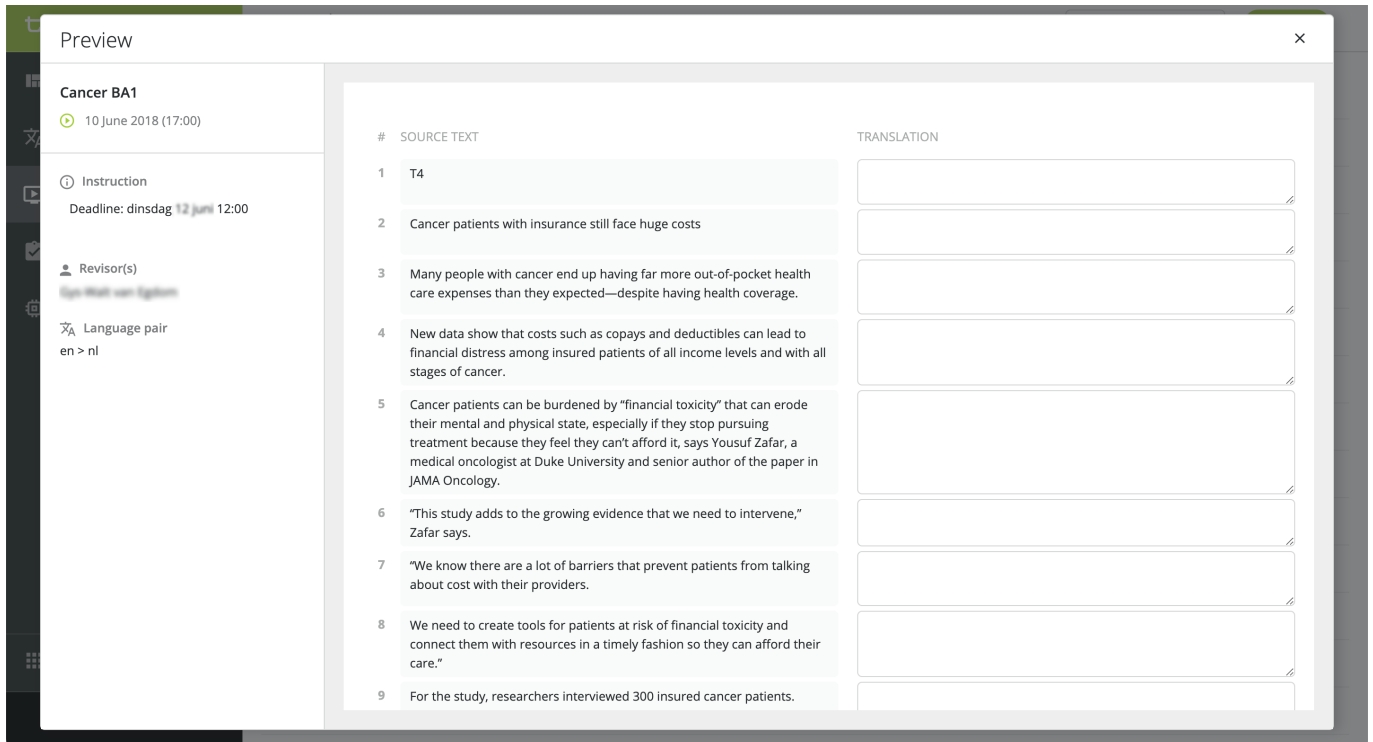 Preview
×
Cancer BA1
10 June 2018 (17:00)
Instruction
Deadline: dinsdag 12 juni 12:00
Revisor(s)
Language pair
en > nl
# SOURCE TEXT TRANSLATION
1 T4
2 Cancer patients with insurance still face huge costs
3 Many people with cancer end up having far more out-of-pocket health
care expenses than they expected—despite having health coverage.
4 New data show that costs such as copays and deductibles can lead to
financial distress among insured patients of all income levels and with all
stages of cancer.
5 Cancer patients can be burdened by “financial toxicity” that can erode
their mental and physical state, especially if they stop pursuing
treatment because they feel they can’t afford it, says Yousuf Zafar, a
medical oncologist at Duke University and senior author of the paper in
JAMA Oncology.
6 “This study adds to the growing evidence that we need to intervene,”
Zafar says.
7 “We know there are a lot of barriers that prevent patients from talking
about cost with their providers.
8 We need to create tools for patients at risk of financial toxicity and
connect them with resources in a timely fashion so they can afford their
care.”
9 For the study, researchers interviewed 300 insured cancer patients.